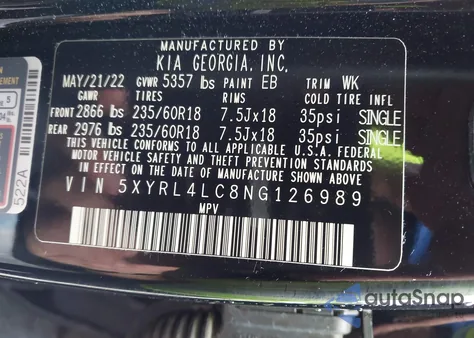 MANUFACTURED BY
KIA GEORGIA, INC.
MAY/21/22 GVWR 5357 lbs PAINT EB TRIM WK
GAWR TIRES RIMS COLD TIRE INFL
FRONT 2866 lbs 235/60R18 7.5Jx18 35psi SINGLE
REAR 2976 lbs 235/60R18 7.5Jx18 35psi SINGLE
THIS VEHICLE CONFORMS TO ALL APPLICABLE U.S.A. FEDERAL
MOTOR VEHICLE SAFETY AND THEFT PREVENTION STANDARDS
IN EFFECT ON THE DATE OF MANUFACTURE SHOWN ABOVE
VIN 5XYRL4LC8NG126989
MPV
522A
autoSnap